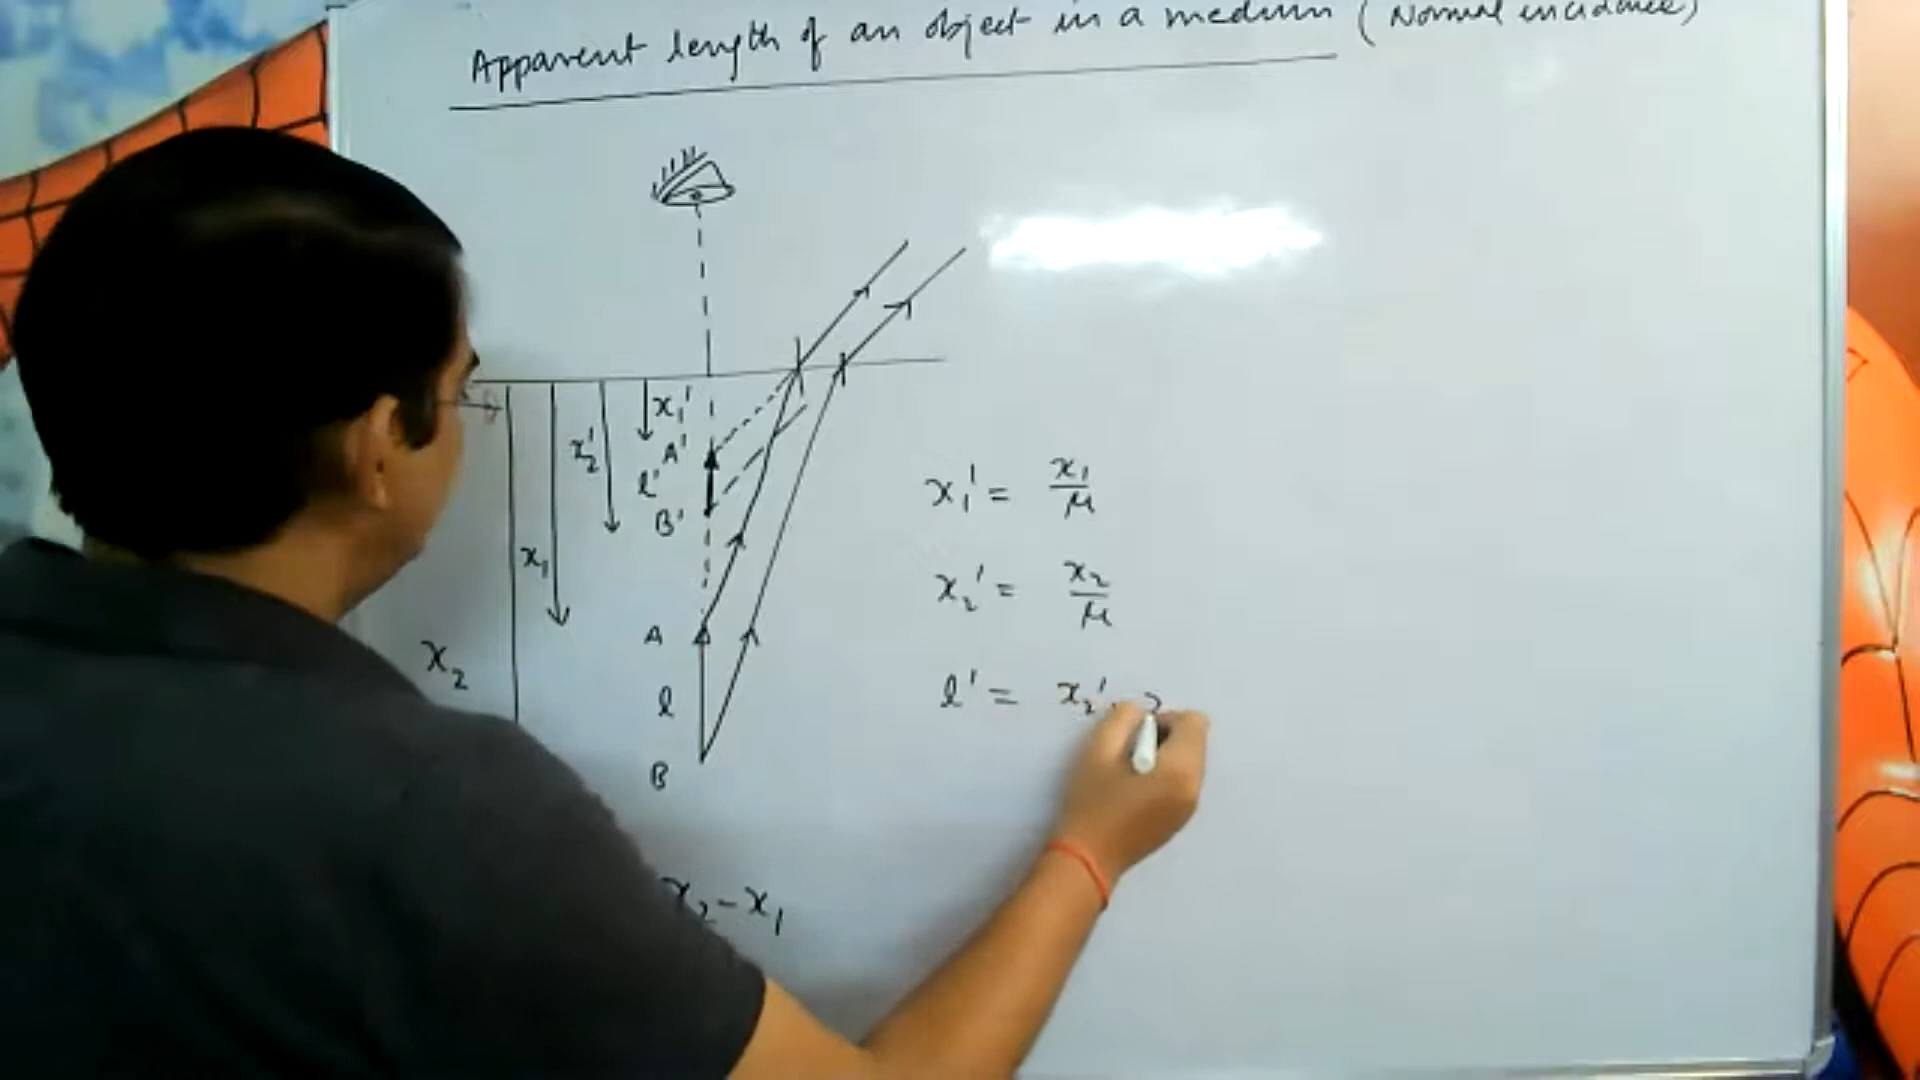 Apparent length of an object in a medium (Normal incidence)
x₁'
x₂'
A'
l'
B'
x₁
A
x₂
l
B
x₂ - x₁
x₁' = x₁/μ
x₂' = x₂/μ
l' = x₂' -